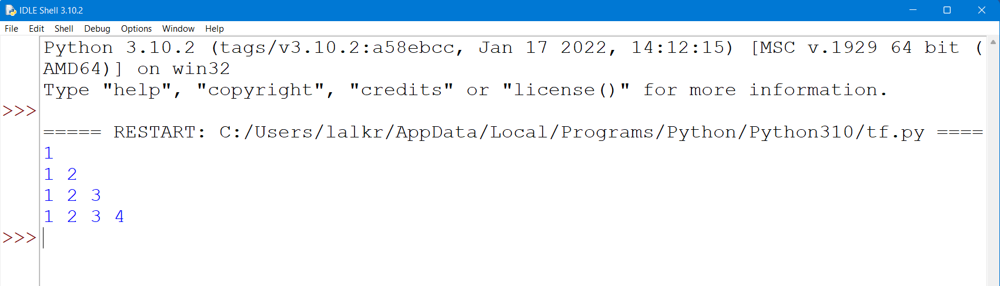 IDLE Shell 3.10.2
File Edit Shell Debug Options Window Help
Python 3.10.2 (tags/v3.10.2:a58ebcc, Jan 17 2022, 14:12:15) [MSC v.1929 64 bit (
AMD64)] on win32
Type "help", "copyright", "credits" or "license()" for more information.
>>>
===== RESTART: C:/Users/lalkr/AppData/Local/Programs/Python/Python310/tf.py ====
1
1 2
1 2 3
1 2 3 4
>>>